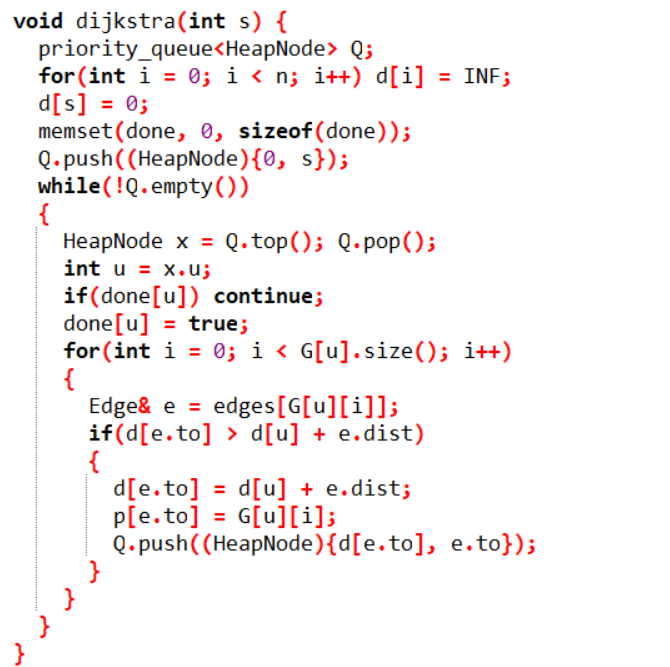 void dijkstra(int s) {
  priority_queue<HeapNode> Q;
  for(int i = 0; i < n; i++) d[i] = INF;
  d[s] = 0;
  memset(done, 0, sizeof(done));
  Q.push((HeapNode){0, s});
  while(!Q.empty())
  {
    HeapNode x = Q.top(); Q.pop();
    int u = x.u;
    if(done[u]) continue;
    done[u] = true;
    for(int i = 0; i < G[u].size(); i++)
    {
      Edge& e = edges[G[u][i]];
      if(d[e.to] > d[u] + e.dist)
      {
        d[e.to] = d[u] + e.dist;
        p[e.to] = G[u][i];
        Q.push((HeapNode){d[e.to], e.to});
      }
    }
  }
}